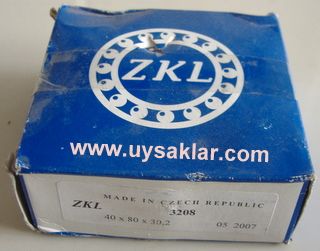 ZKL
www.uysaklar.com
MADE IN CZECH REPUBLIC
ZKL 3208
40 x 80 x 30,2 05 2007